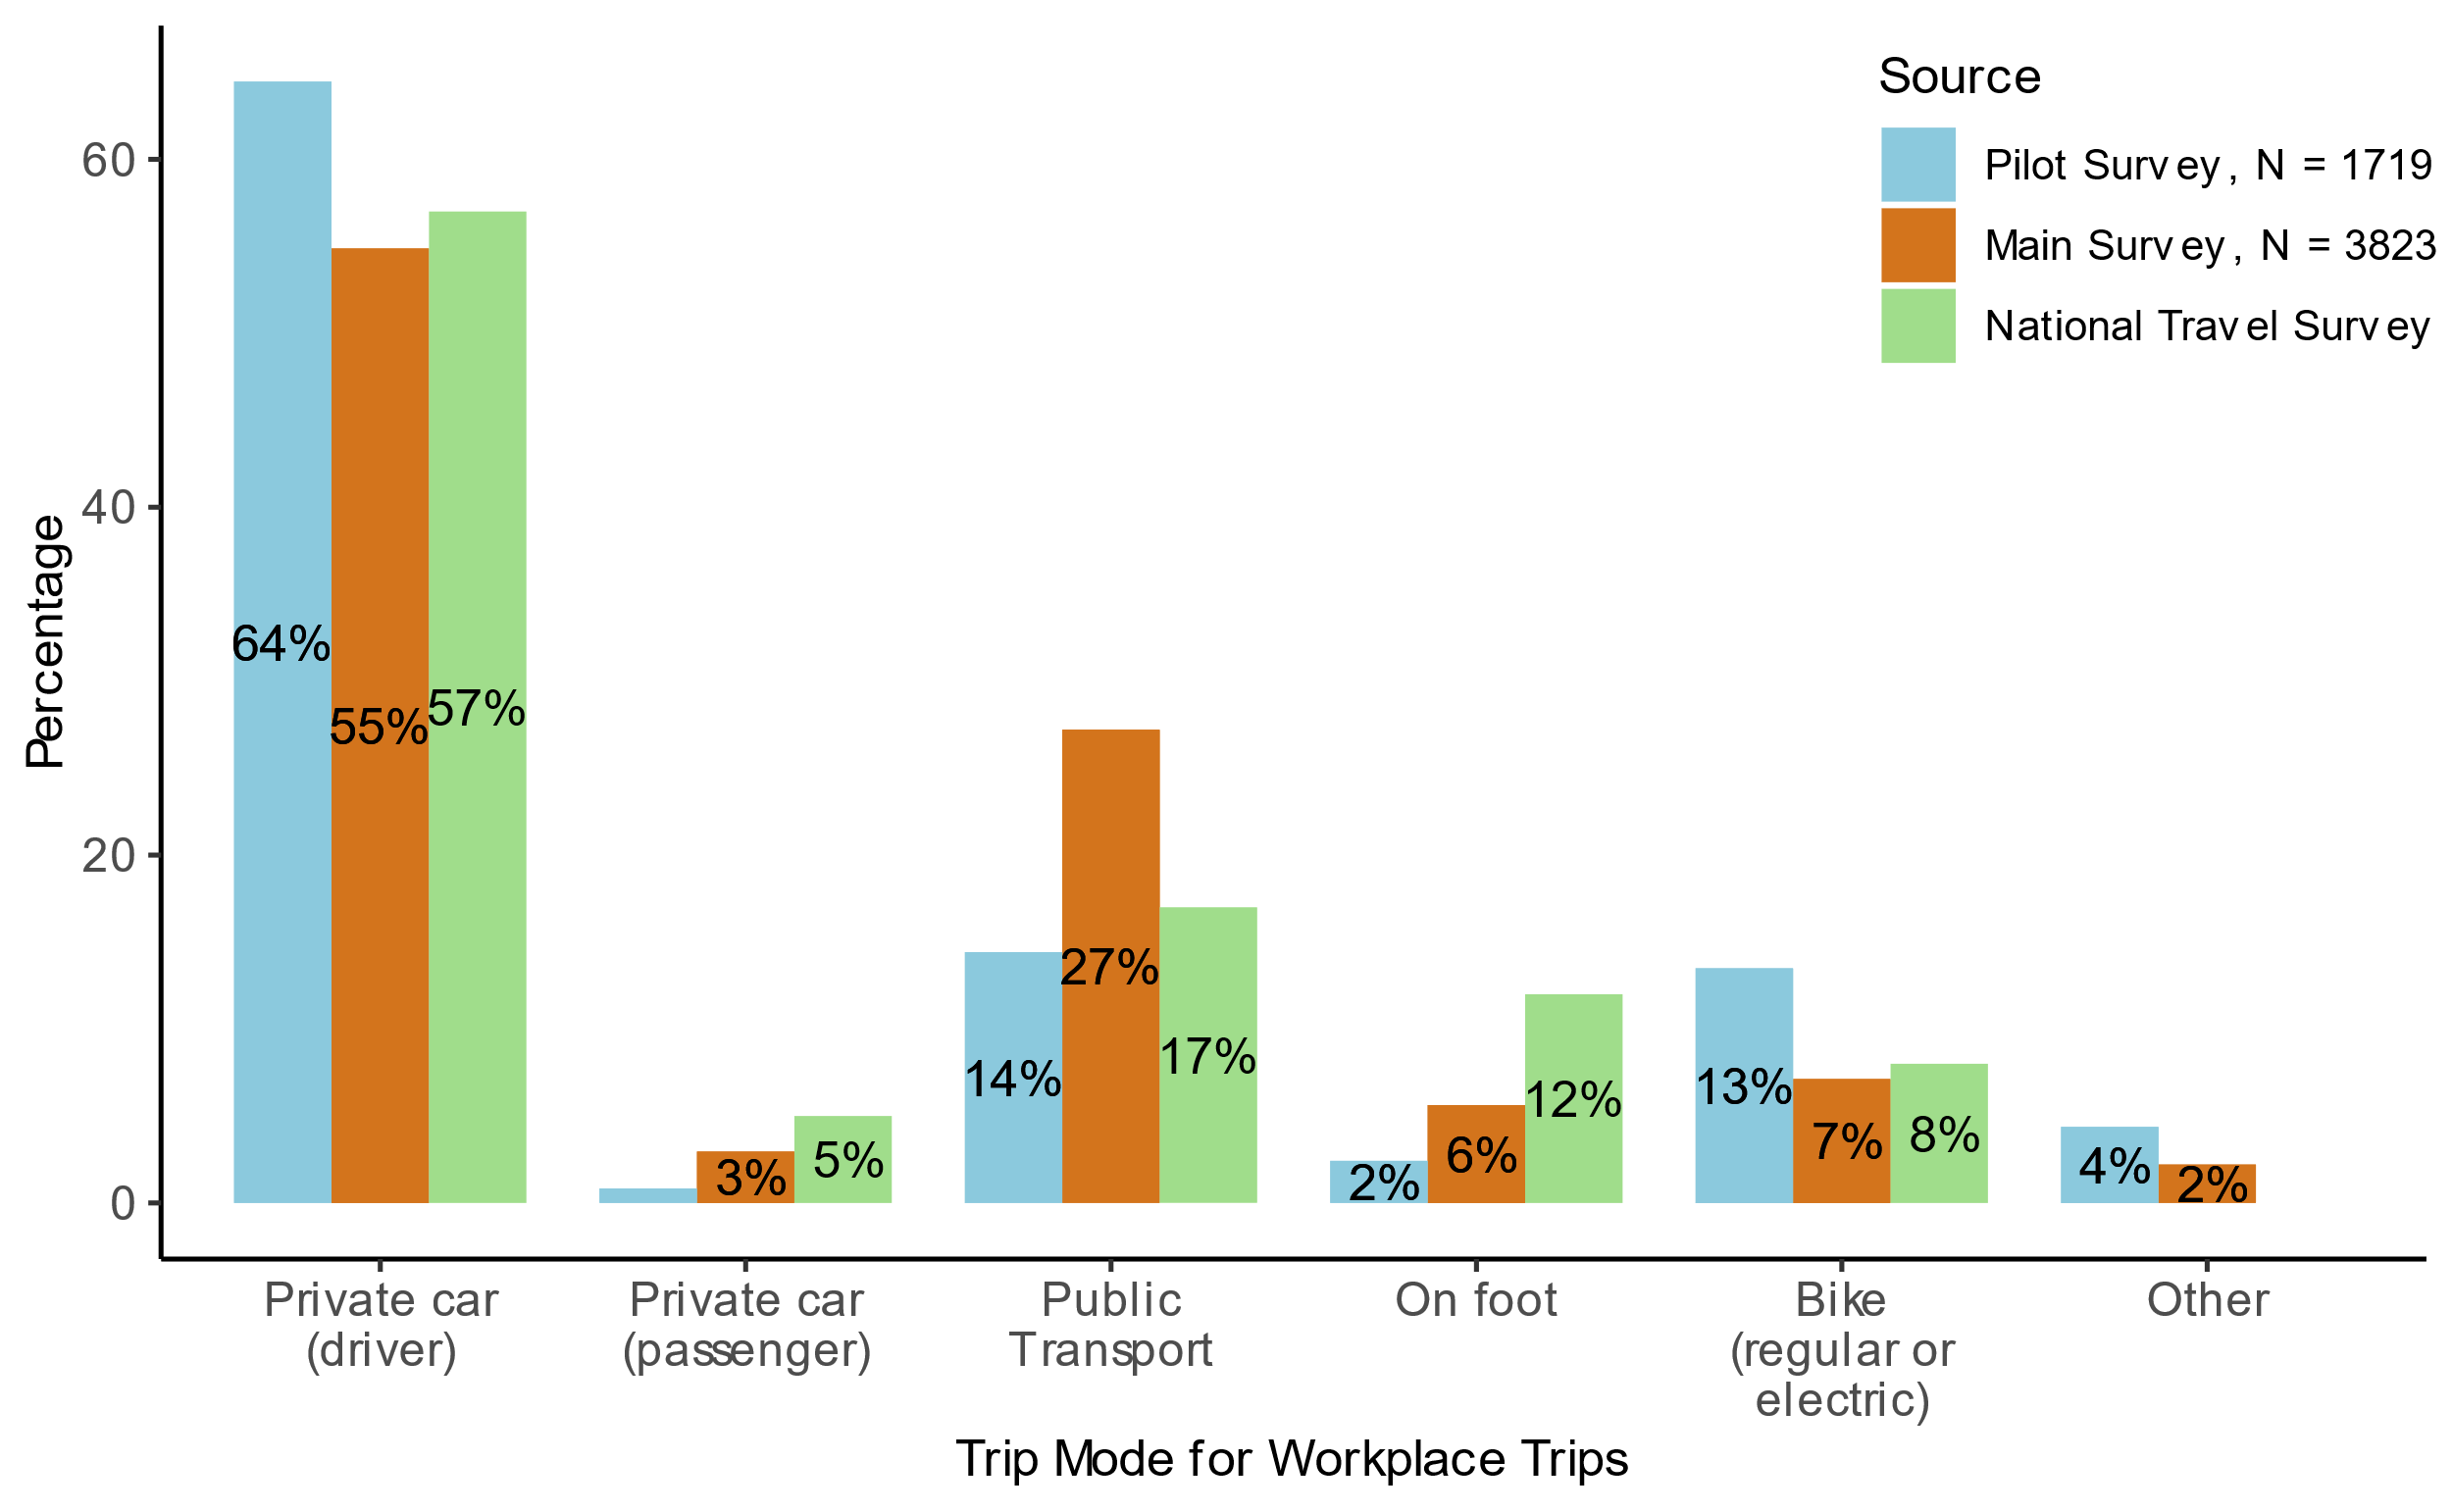 Source
Pilot Survey, N = 1719
Main Survey, N = 3823
National Travel Survey
Percentage
60
40
20
0
64%
55%
57%
3%
5%
14%
27%
17%
2%
6%
12%
13%
7%
8%
4%
2%
Private car
(driver)
Private car
(passenger)
Public
Transport
On foot
Bike
(regular or
electric)
Other
Trip Mode for Workplace Trips